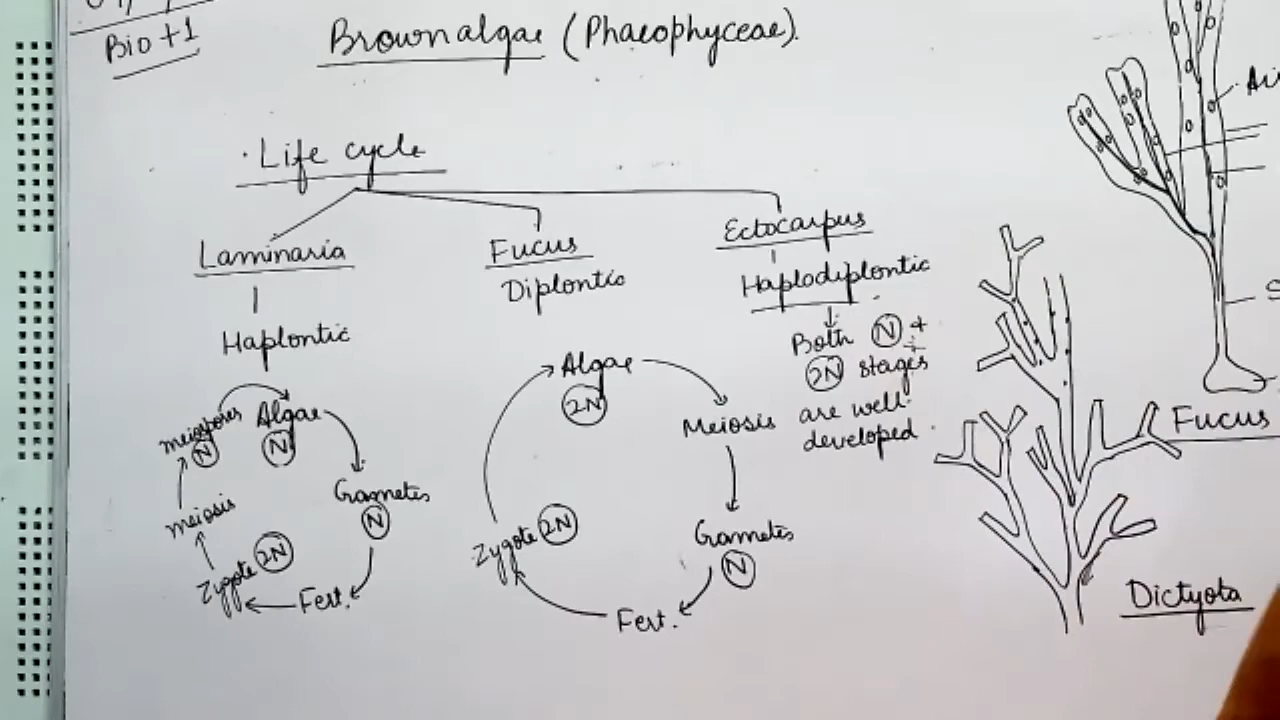 Bio +1
Brown algae (Phaeophyceae).
Life cycle
Laminaria
Haplontic
Algae
N
Gametes
N
Fert.
Zygote 2N
meiosis
meiospores
N
Fucus
Diplontic
Algae
2N
Meiosis
Gametes
N
Fert.
Zygote 2N
Ectocarpus
Haplodiplontic
Both N +
2N stages
are well-
developed.
Fucus
Dictyota